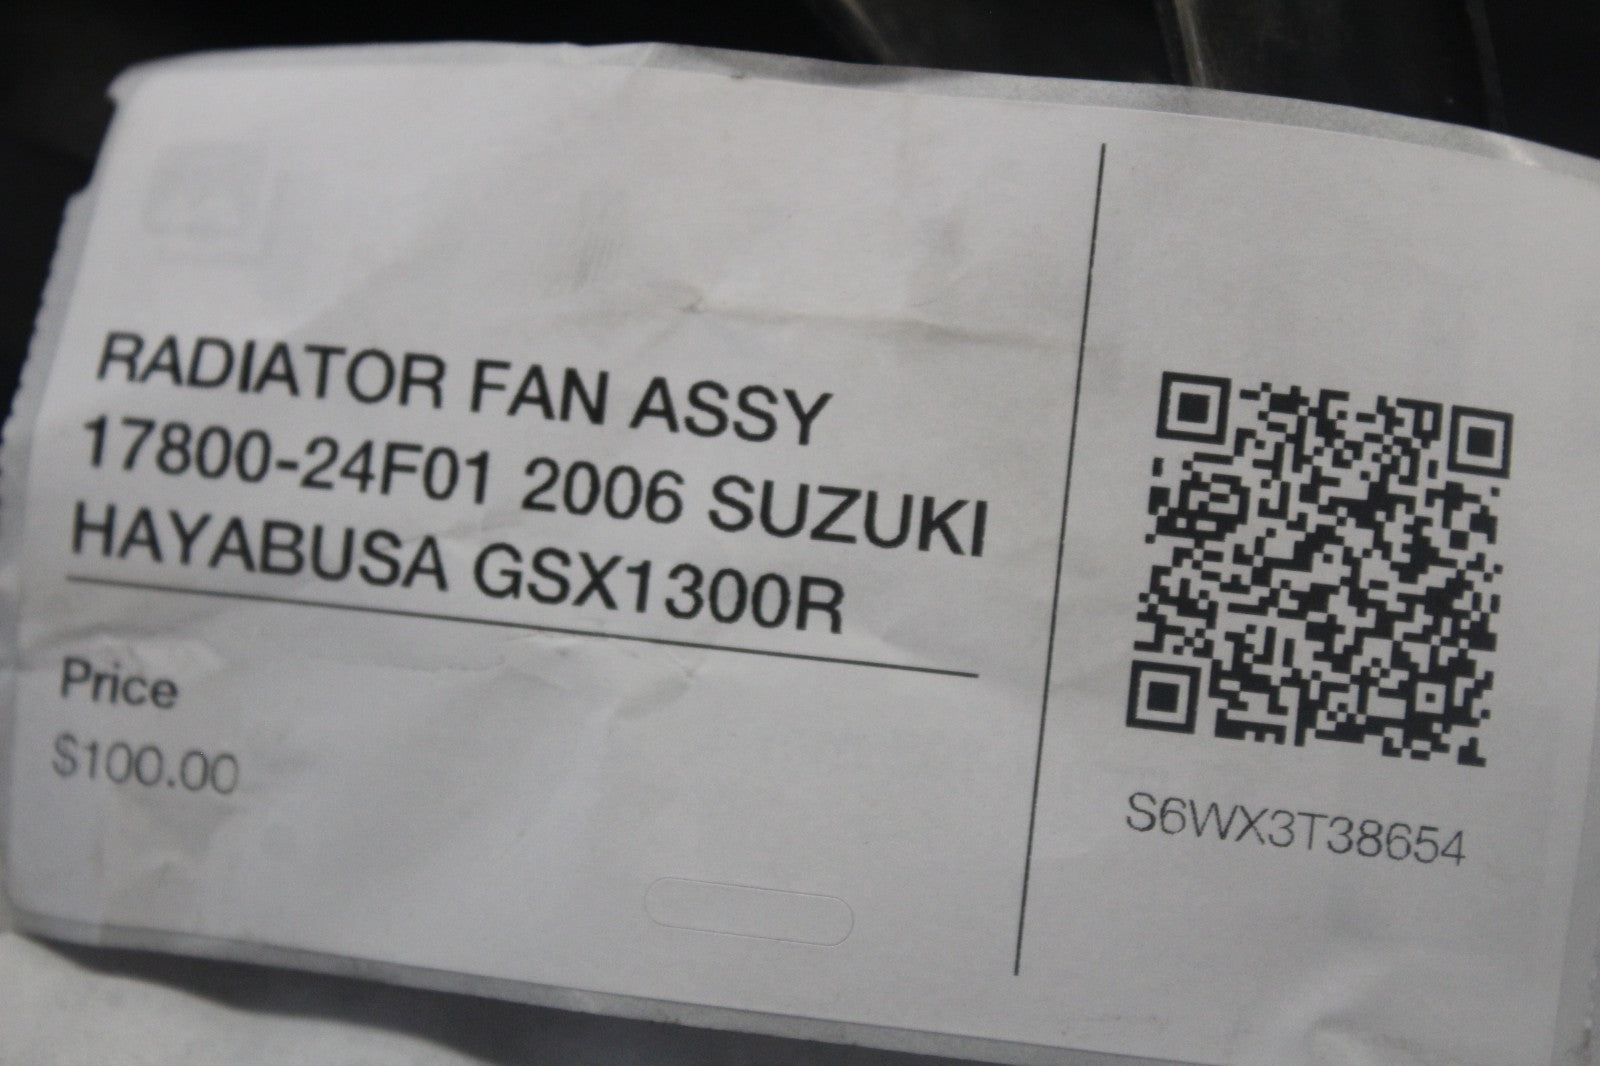 RADIATOR FAN ASSY
17800-24F01 2006 SUZUKI
HAYABUSA GSX1300R
Price
$100.00
S6WX3T38654